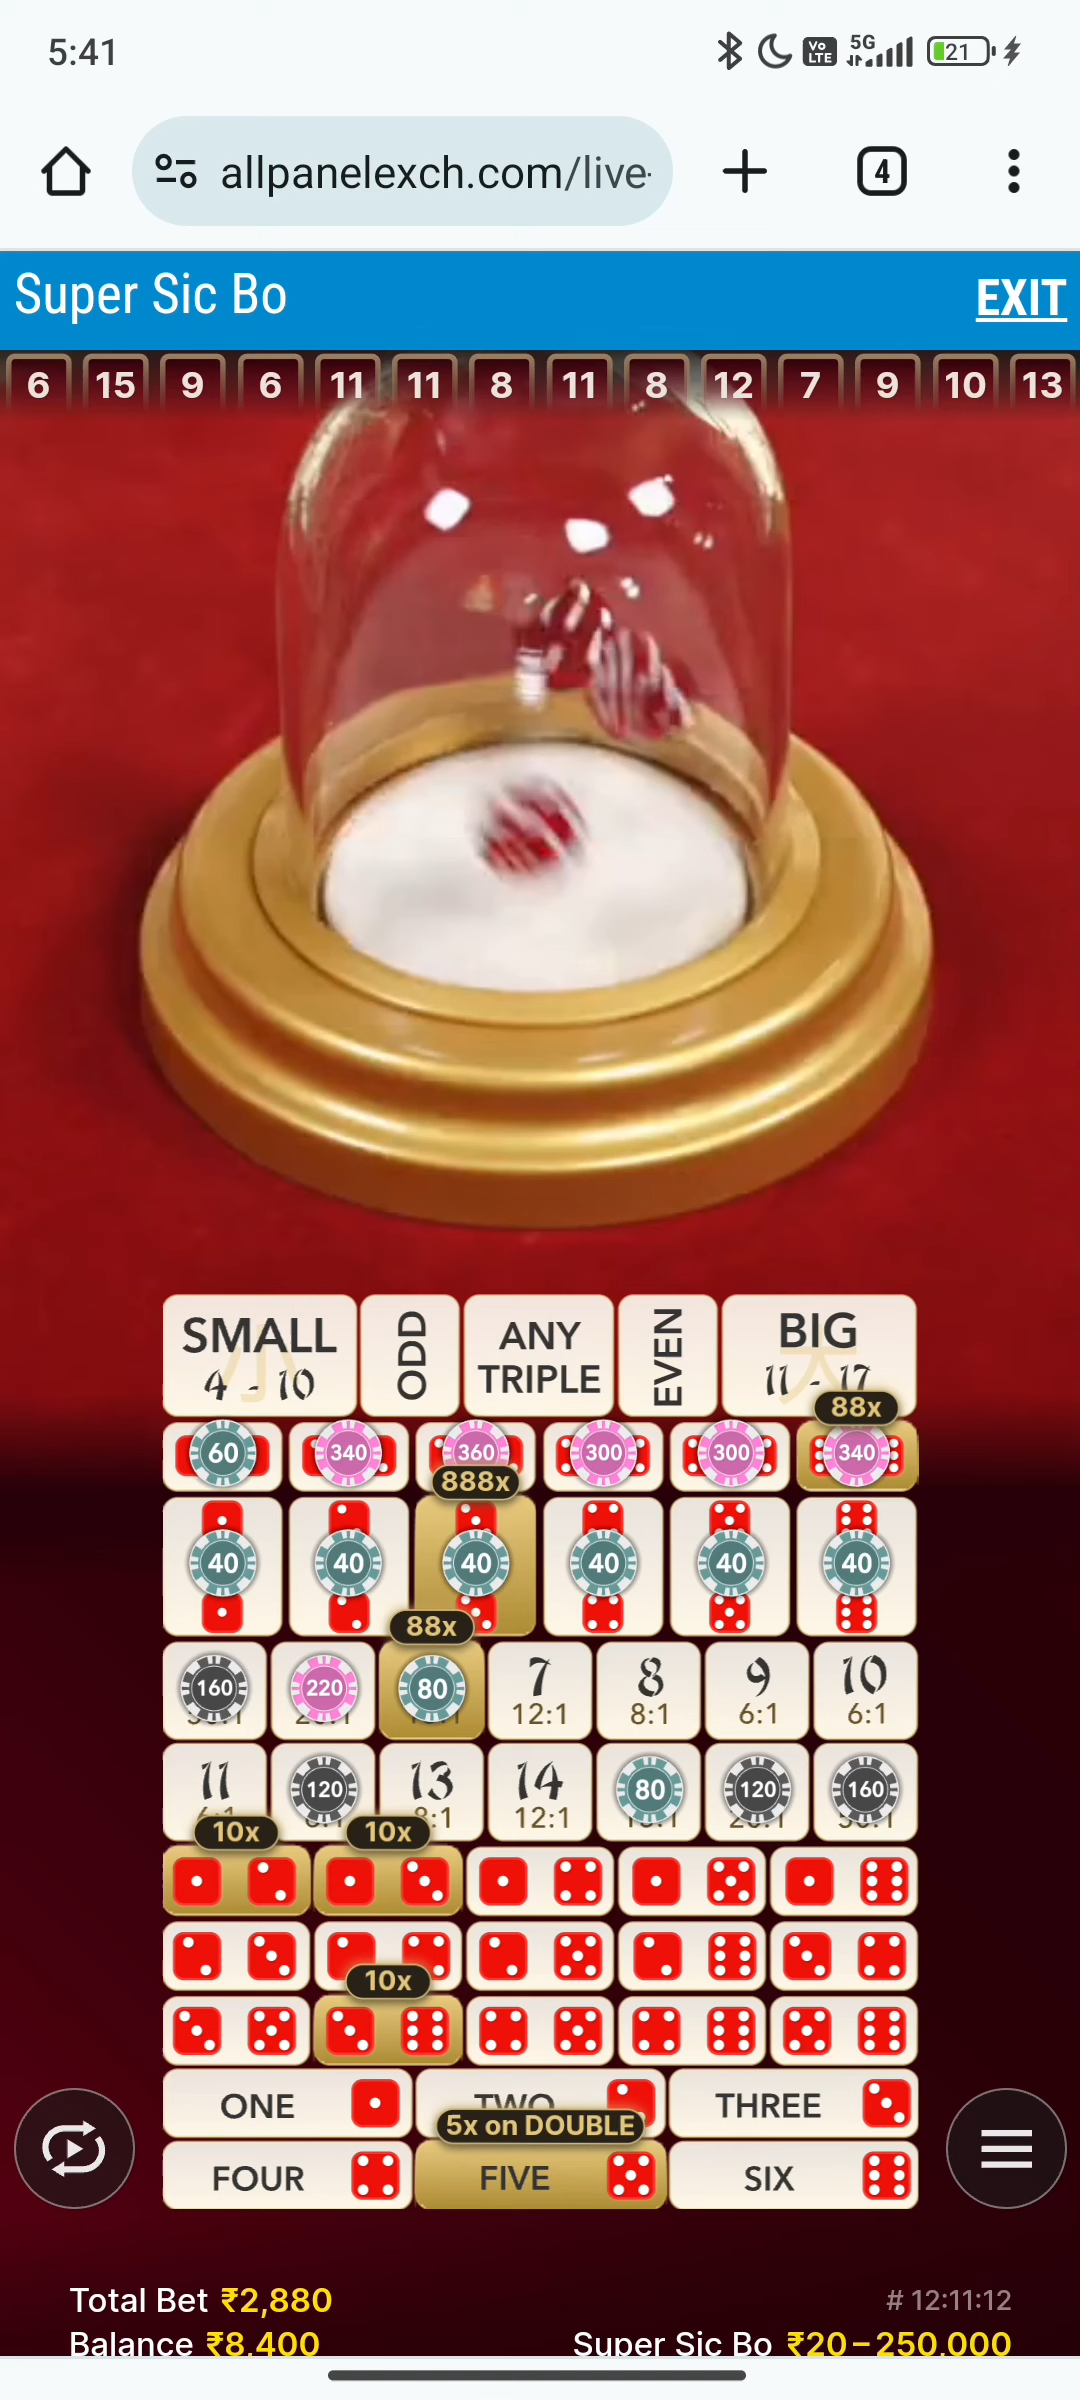 5:41
Vo LTE 5G 21
allpanelexch.com/live-
4
Super Sic Bo EXIT
6 15 9 6 11 11 8 11 8 12 7 9 10 13
SMALL 4 - 10 ODD ANY TRIPLE EVEN BIG 11 - 17
88x
60 340 360 300 300 340
888x
40 40 40 40 40 40
88x
160 220 80 7 8 9 10
12:1 8:1 6:1 6:1
11 120 13 14 80 120 160
12:1
10x 10x
10x
ONE TWO THREE
5x on DOUBLE
FOUR FIVE SIX
Total Bet ₹2,880 # 12:11:12
Balance ₹8,400 Super Sic Bo ₹20–250,000